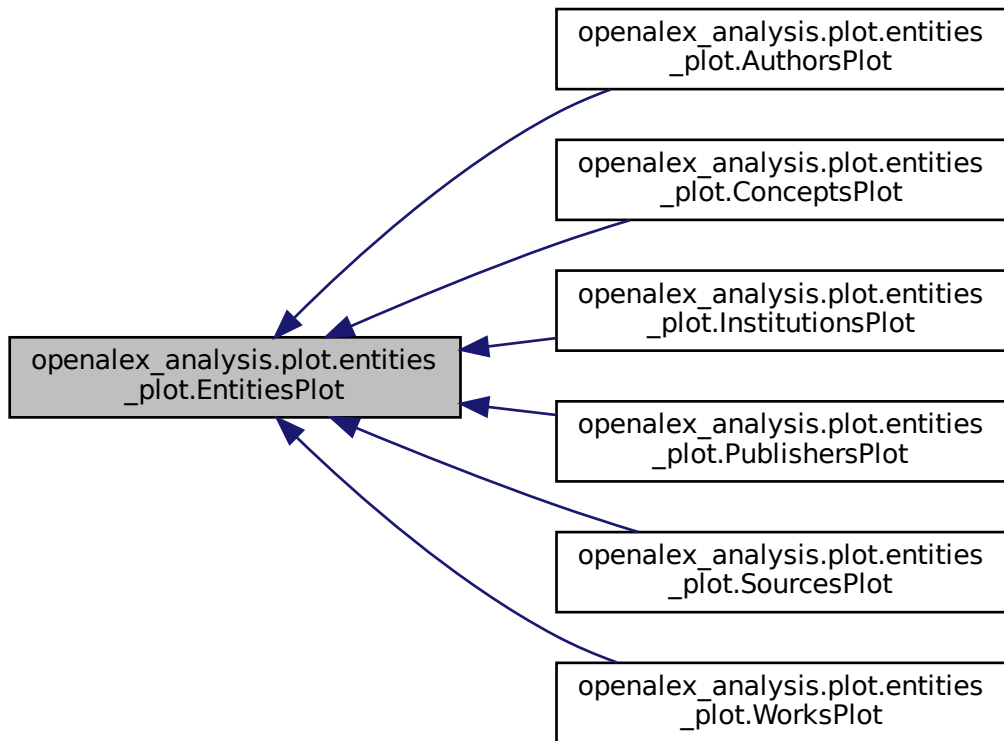 openalex_analysis.plot.entities
_plot.AuthorsPlot
openalex_analysis.plot.entities
_plot.ConceptsPlot
openalex_analysis.plot.entities
_plot.InstitutionsPlot
openalex_analysis.plot.entities
_plot.EntitiesPlot
openalex_analysis.plot.entities
_plot.PublishersPlot
openalex_analysis.plot.entities
_plot.SourcesPlot
openalex_analysis.plot.entities
_plot.WorksPlot